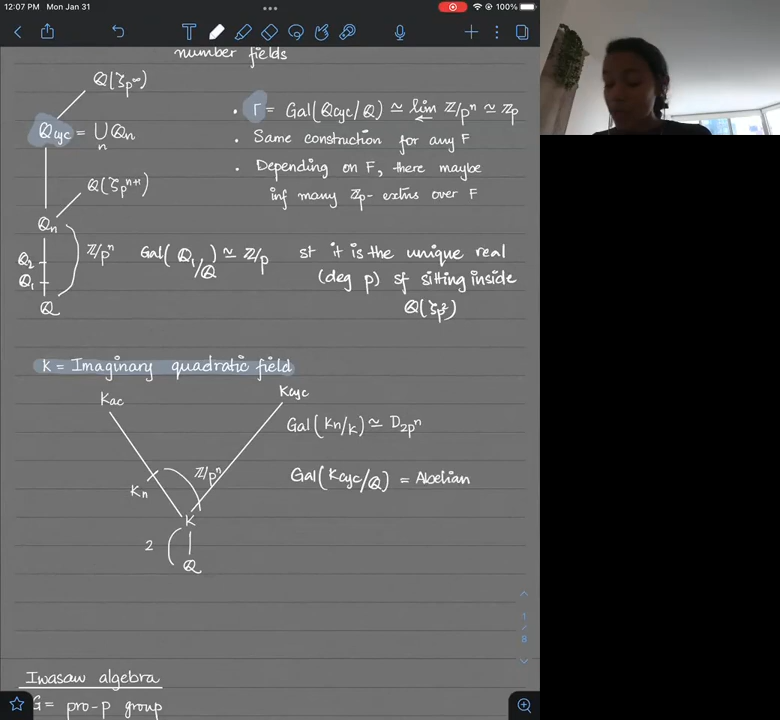 12:07 PM Mon Jan 31
100%
number fields
Q(ζp∞)
Qcyc = ∪ Qn
n
Q(ζpn+1)
Qn
Z/pn
Q2
Q1
Q
• Γ = Gal(Qcyc/Q) ≃ lim Z/pn ≃ Zp
←
• Same construction for any F
• Depending on F, there maybe
inf many Zp- extns over F
Gal(Q1/Q) ≃ Z/p st it is the unique real
(deg p) sf sitting inside
Q(ζp2)
K = Imaginary quadratic field
Kac
Kcyc
Gal(Kn/k) ≃ D2pn
Z/pn
Gal(Kcyc/Q) = Abelian
Kn
K
2
Q
1
/
8
Iwasaw algebra
G= pro-p group